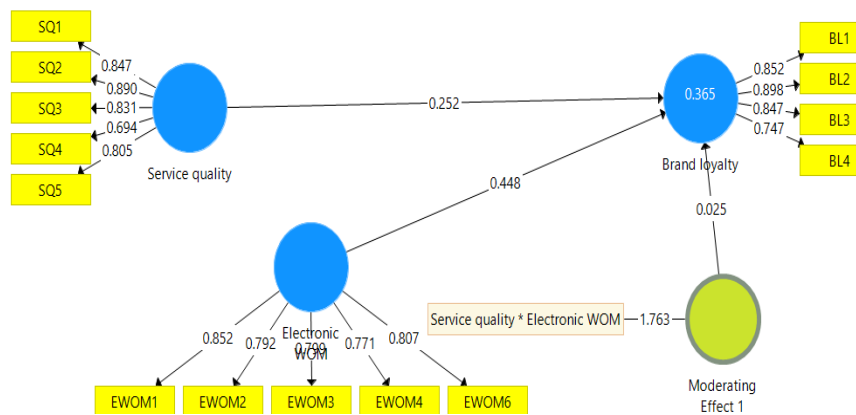 SQ1
SQ2
SQ3
SQ4
SQ5
0.847
0.890
0.831
0.694
0.805
Service quality
0.252
0.365
Brand loyalty
0.852
0.898
0.847
0.747
BL1
BL2
BL3
BL4
0.448
0.025
Electronic
WOM
0.852
0.792
0.799
0.771
0.807
EWOM1
EWOM2
EWOM3
EWOM4
EWOM6
Service quality * Electronic WOM
1.763
Moderating
Effect 1